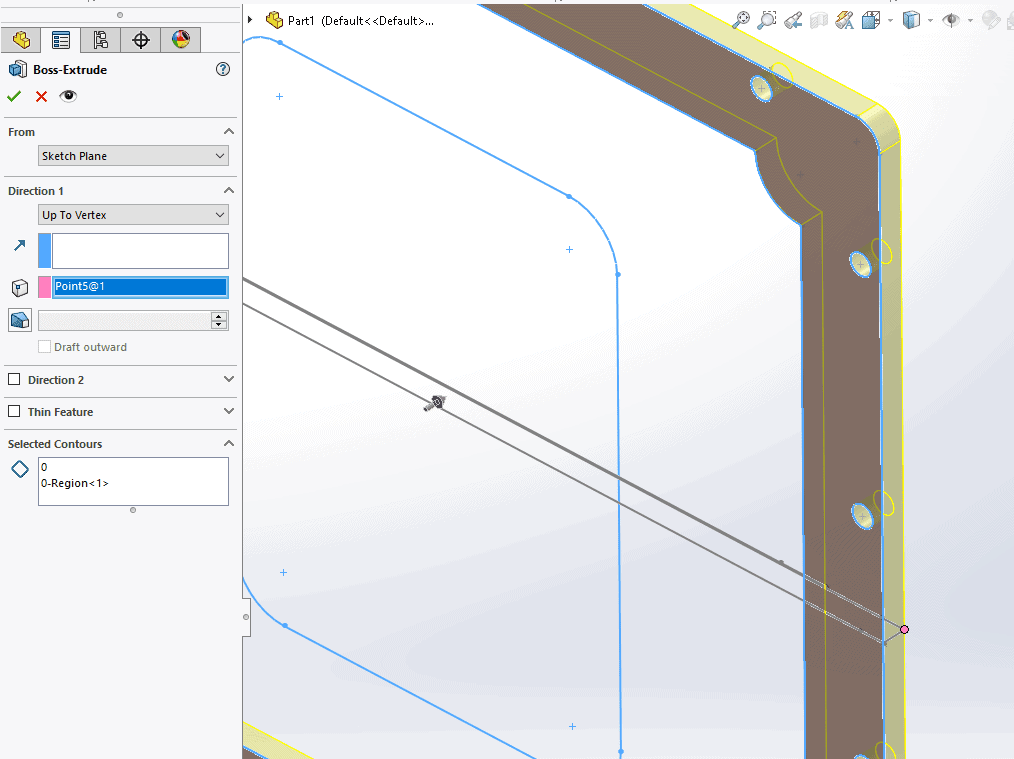 Part1 (Default<<Default>...
Boss-Extrude
From
Sketch Plane
Direction 1
Up To Vertex
Point5@1
Draft outward
Direction 2
Thin Feature
Selected Contours
0
0-Region<1>